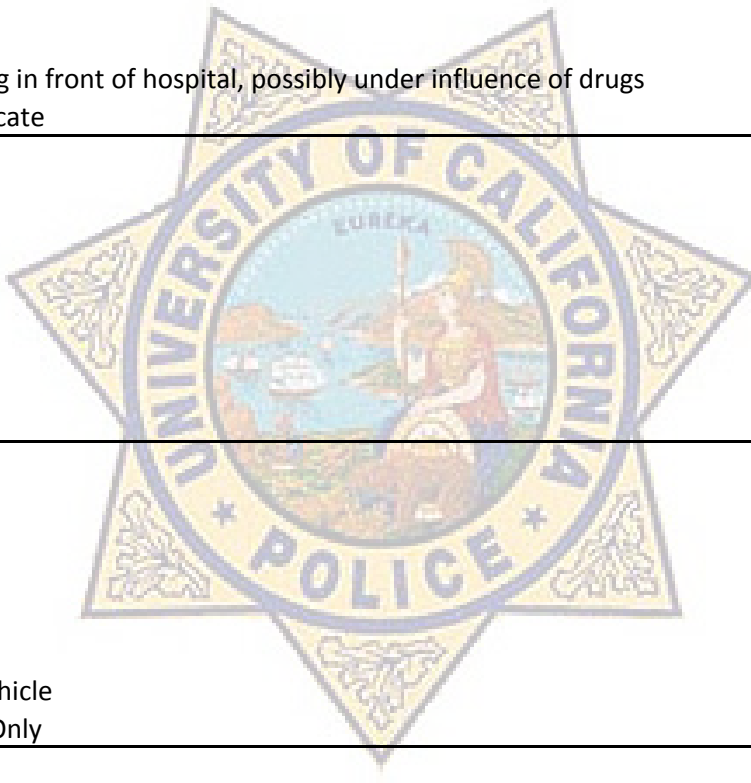 g in front of hospital, possibly under influence of drugs
cate
UNIVERSITY OF CALIFORNIA
EUREKA
POLICE
hicle
Only